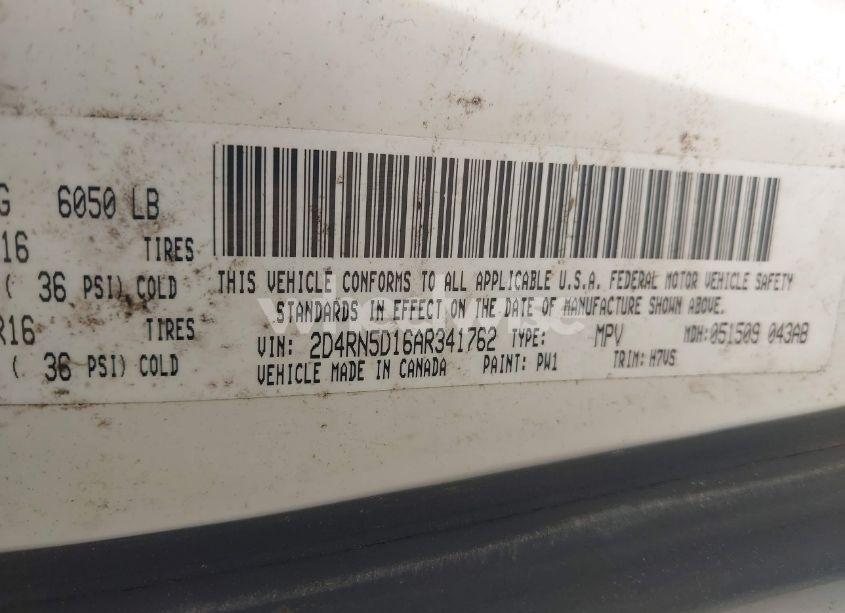 G 6050 LB
16 TIRES
( 36 PSI) COLD
R16 TIRES
( 36 PSI) COLD
THIS VEHICLE CONFORMS TO ALL APPLICABLE U.S.A. FEDERAL MOTOR VEHICLE SAFETY
STANDARDS IN EFFECT ON THE DATE OF MANUFACTURE SHOWN ABOVE.
VIN: 2D4RN5D16AR341762 TYPE: MPV MDH: 051509 043AB
VEHICLE MADE IN CANADA PAINT: PW1 TRIM: H7VS